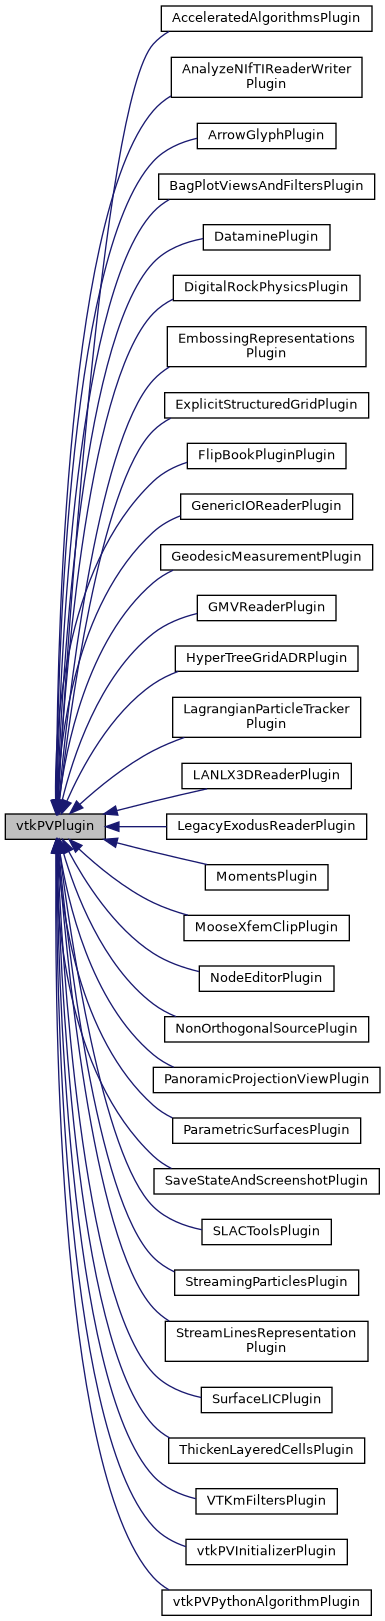 AcceleratedAlgorithmsPlugin
AnalyzeNIfTIReaderWriter
Plugin
ArrowGlyphPlugin
BagPlotViewsAndFiltersPlugin
DataminePlugin
DigitalRockPhysicsPlugin
EmbossingRepresentations
Plugin
ExplicitStructuredGridPlugin
FlipBookPluginPlugin
GenericIOReaderPlugin
GeodesicMeasurementPlugin
GMVReaderPlugin
HyperTreeGridADRPlugin
LagrangianParticleTracker
Plugin
LANLX3DReaderPlugin
vtkPVPlugin
LegacyExodusReaderPlugin
MomentsPlugin
MooseXfemClipPlugin
NodeEditorPlugin
NonOrthogonalSourcePlugin
PanoramicProjectionViewPlugin
ParametricSurfacesPlugin
SaveStateAndScreenshotPlugin
SLACToolsPlugin
StreamingParticlesPlugin
StreamLinesRepresentation
Plugin
SurfaceLICPlugin
ThickenLayeredCellsPlugin
VTKmFiltersPlugin
vtkPVInitializerPlugin
vtkPVPythonAlgorithmPlugin